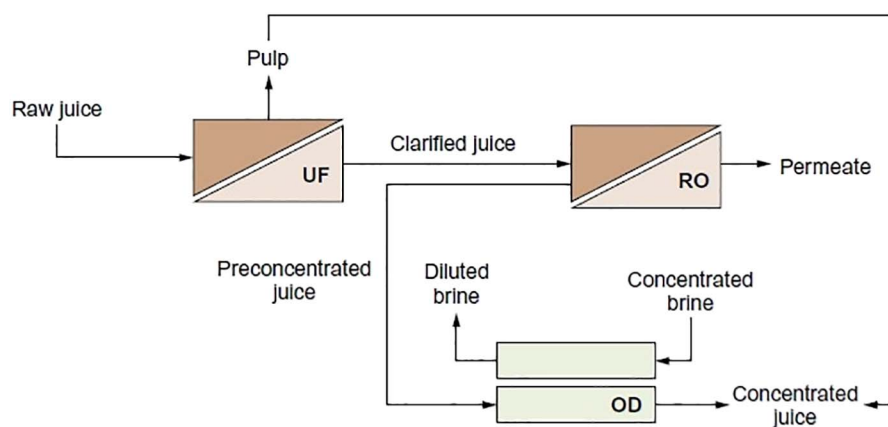 Pulp
Raw juice
Clarified juice
UF
RO
Permeate
Preconcentrated
juice
Diluted
brine
Concentrated
brine
OD
Concentrated
juice